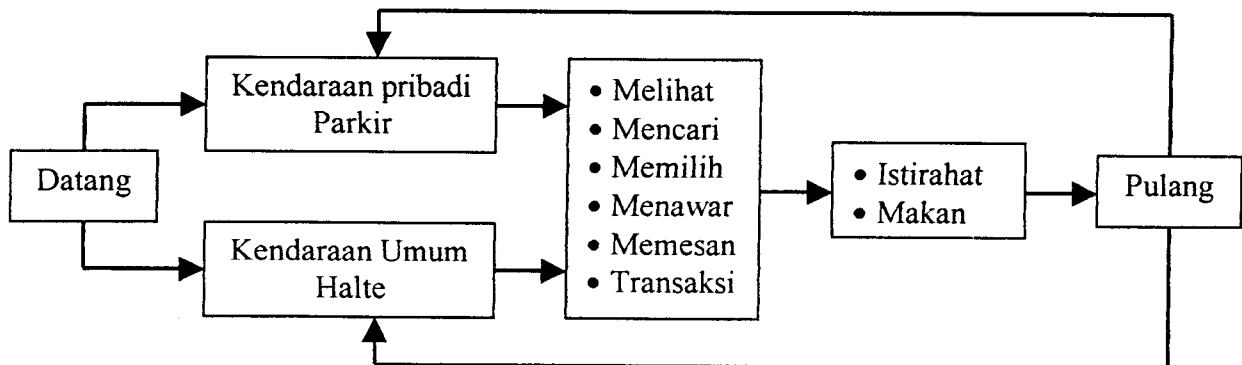 Datang
Kendaraan pribadi
Parkir
Kendaraan Umum
Halte
• Melihat
• Mencari
• Memilih
• Menawar
• Memesan
• Transaksi
• Istirahat
• Makan
Pulang